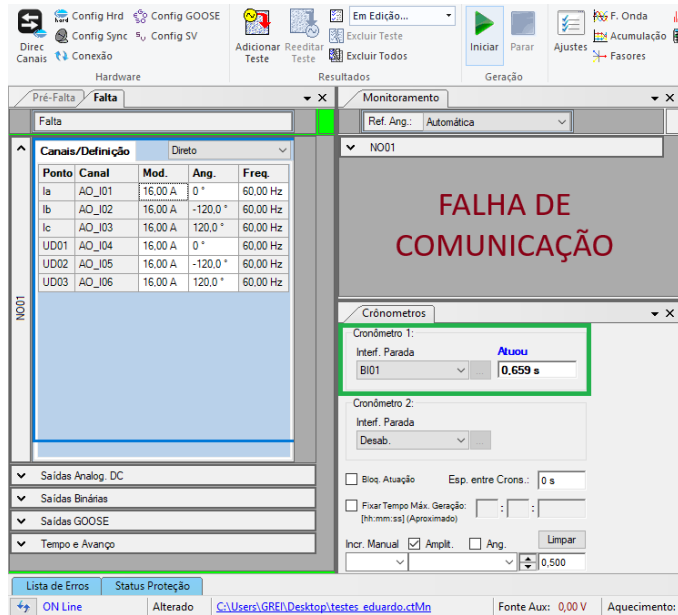 Config Hrd Config GOOSE
Config Sync Config SV
Direc Canais Conexão
Hardware
Adicionar Teste
Reeditar Teste
Em Edição...
Excluir Teste
Excluir Todos
Resultados
Iniciar Parar
Geração
Ajustes
F. Onda
Acumulação
Fasores
Pré-Falta Falta
Falta
Canais/Definição Direto
Ponto Canal Mod. Ang. Freq.
Ia AO_I01 16,00 A 0 ° 60,00 Hz
Ib AO_I02 16,00 A -120,0 ° 60,00 Hz
Ic AO_I03 16,00 A 120,0 ° 60,00 Hz
UD01 AO_I04 16,00 A 0 ° 60,00 Hz
UD02 AO_I05 16,00 A -120,0 ° 60,00 Hz
UD03 AO_I06 16,00 A 120,0 ° 60,00 Hz
NO01
Saídas Analog. DC
Saídas Binárias
Saídas GOOSE
Tempo e Avanço
Monitoramento
Ref. Ang.: Automática
NO01
FALHA DE
COMUNICAÇÃO
Crônometros
Cronômetro 1:
Interf. Parada Atuou
BI01 ... 0,659 s
Cronômetro 2:
Interf. Parada
Desab. ...
Bloq. Atuação Esp. entre Crons.: 0 s
Fixar Tempo Máx. Geração: : :
[hh:mm:ss] (Aproximado)
Incr. Manual Amplit. Ang. Limpar
0,500
Lista de Erros Status Proteção
ON Line Alterado C:\Users\GREI\Desktop\testes_eduardo.ctMn Fonte Aux: 0,00 V Aquecimento: